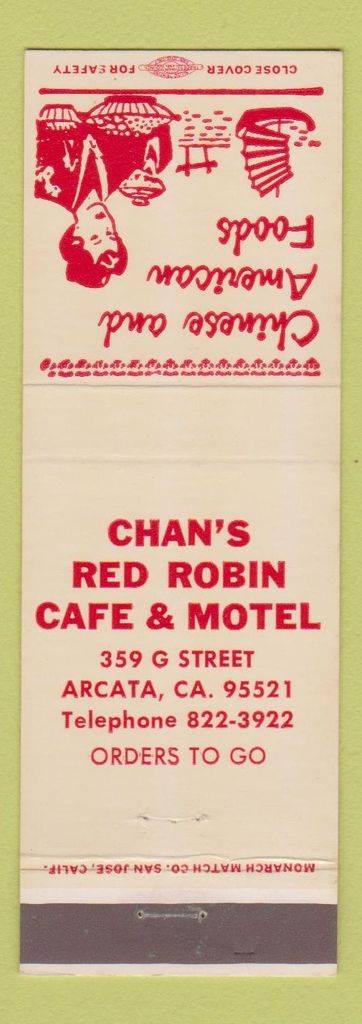 CLOSE COVER FOR SAFETY
Chinese and
American
Foods
CHAN'S
RED ROBIN
CAFE & MOTEL
359 G STREET
ARCATA, CA. 95521
Telephone 822-3922
ORDERS TO GO
MONARCH MATCH CO. SAN JOSE, CALIF.